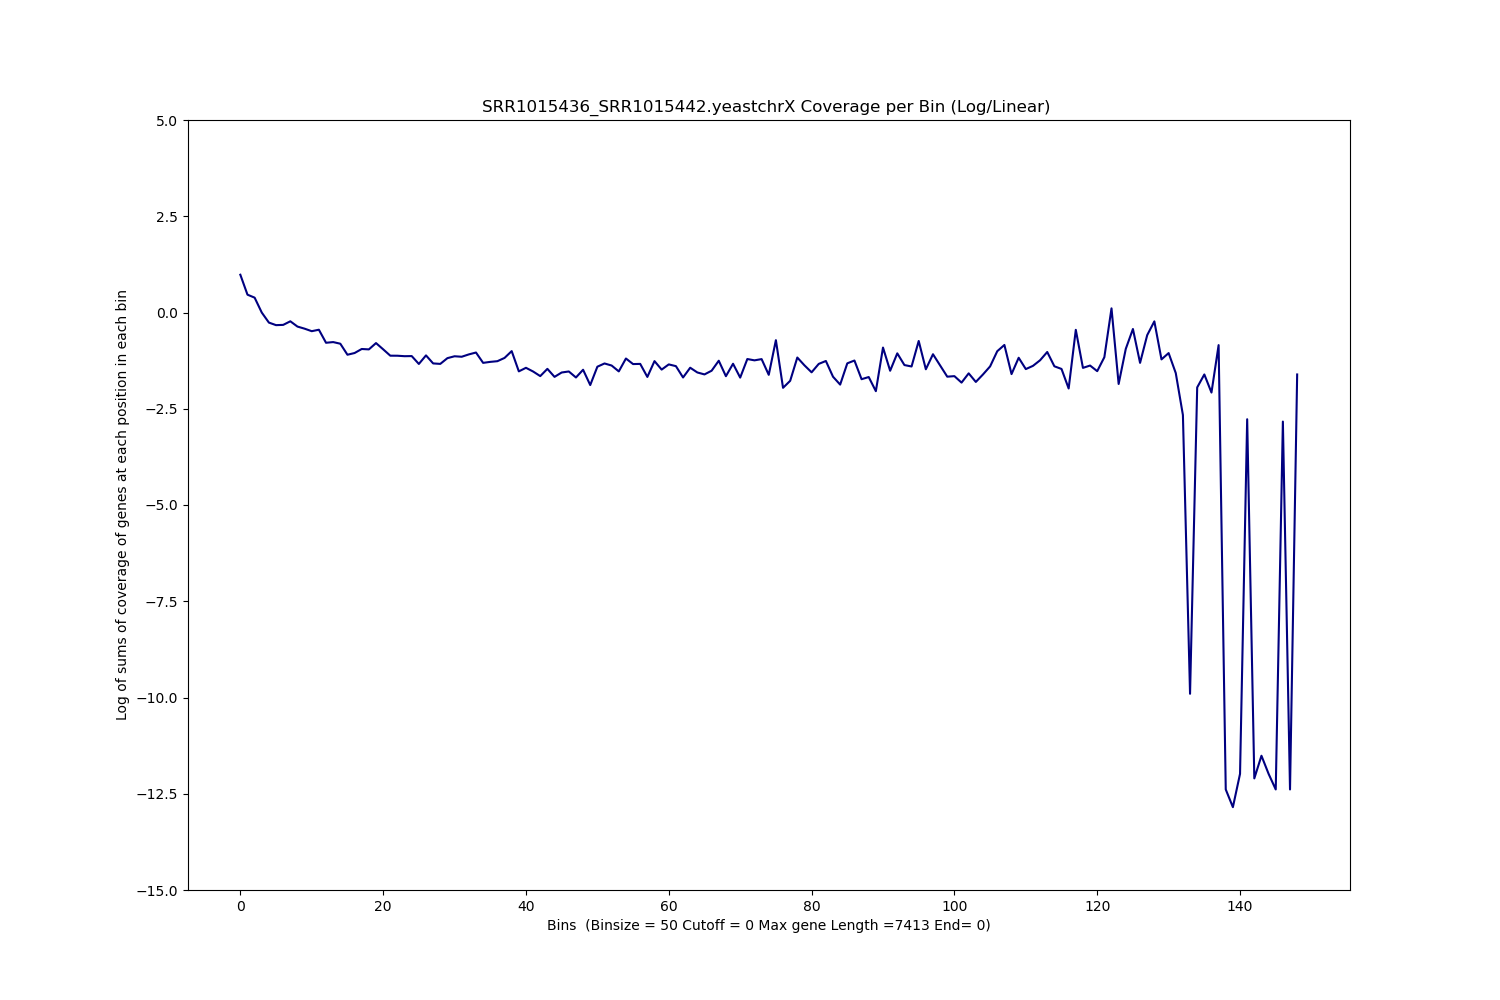 SRR1015436_SRR1015442.yeastchrX Coverage per Bin (Log/Linear)
5.0
2.5
0.0
−2.5
−5.0
−7.5
−10.0
−12.5
−15.0
Log of sums of coverage of genes at each position in each bin
0 20 40 60 80 100 120 140
Bins  (Binsize = 50 Cutoff = 0 Max gene Length =7413 End= 0)